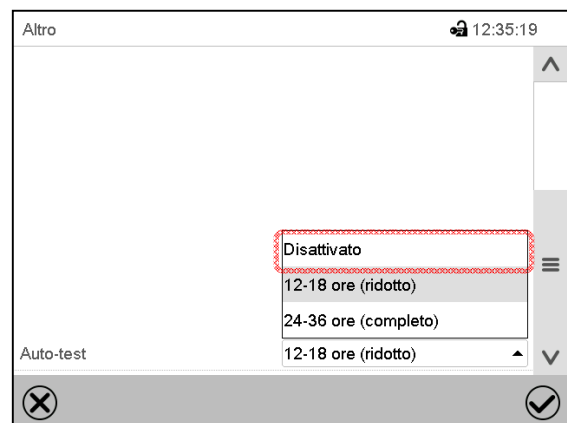 Altro
12:35:19
Disattivato
12-18 ore (ridotto)
24-36 ore (completo)
Auto-test
12-18 ore (ridotto)